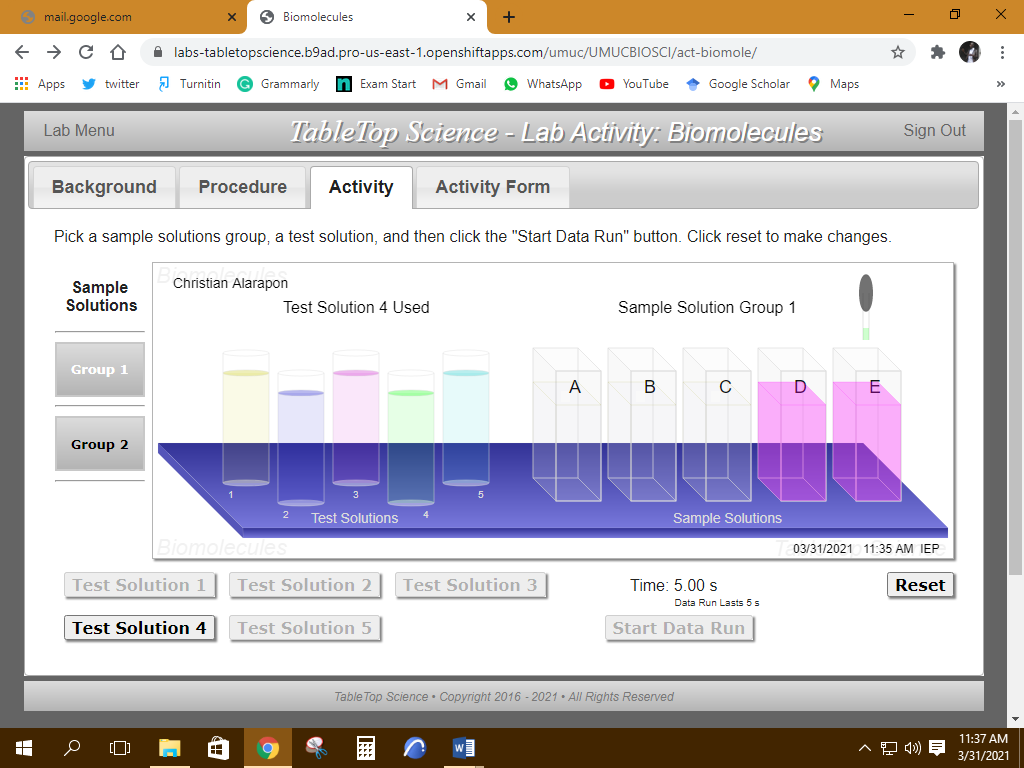 mail.google.com
Biomolecules
labs-tabletopscience.b9ad.pro-us-east-1.openshiftapps.com/umuc/UMUCBIOSCI/act-biomole/
Apps twitter Turnitin Grammarly Exam Start Gmail WhatsApp YouTube Google Scholar Maps »
Lab Menu TableTop Science - Lab Activity: Biomolecules Sign Out
Background Procedure Activity Activity Form
Pick a sample solutions group, a test solution, and then click the "Start Data Run" button. Click reset to make changes.
Sample
Solutions
Group 1
Group 2
Biomolecules
Christian Alarapon
Test Solution 4 Used Sample Solution Group 1
A B C D E
1 2 3 4 5
Test Solutions Sample Solutions
Biomolecules
03/31/2021 11:35 AM IEP
Test Solution 1 Test Solution 2 Test Solution 3 Time: 5.00 s Reset
Data Run Lasts 5 s
Test Solution 4 Test Solution 5 Start Data Run
TableTop Science • Copyright 2016 - 2021 • All Rights Reserved
11:37 AM
3/31/2021